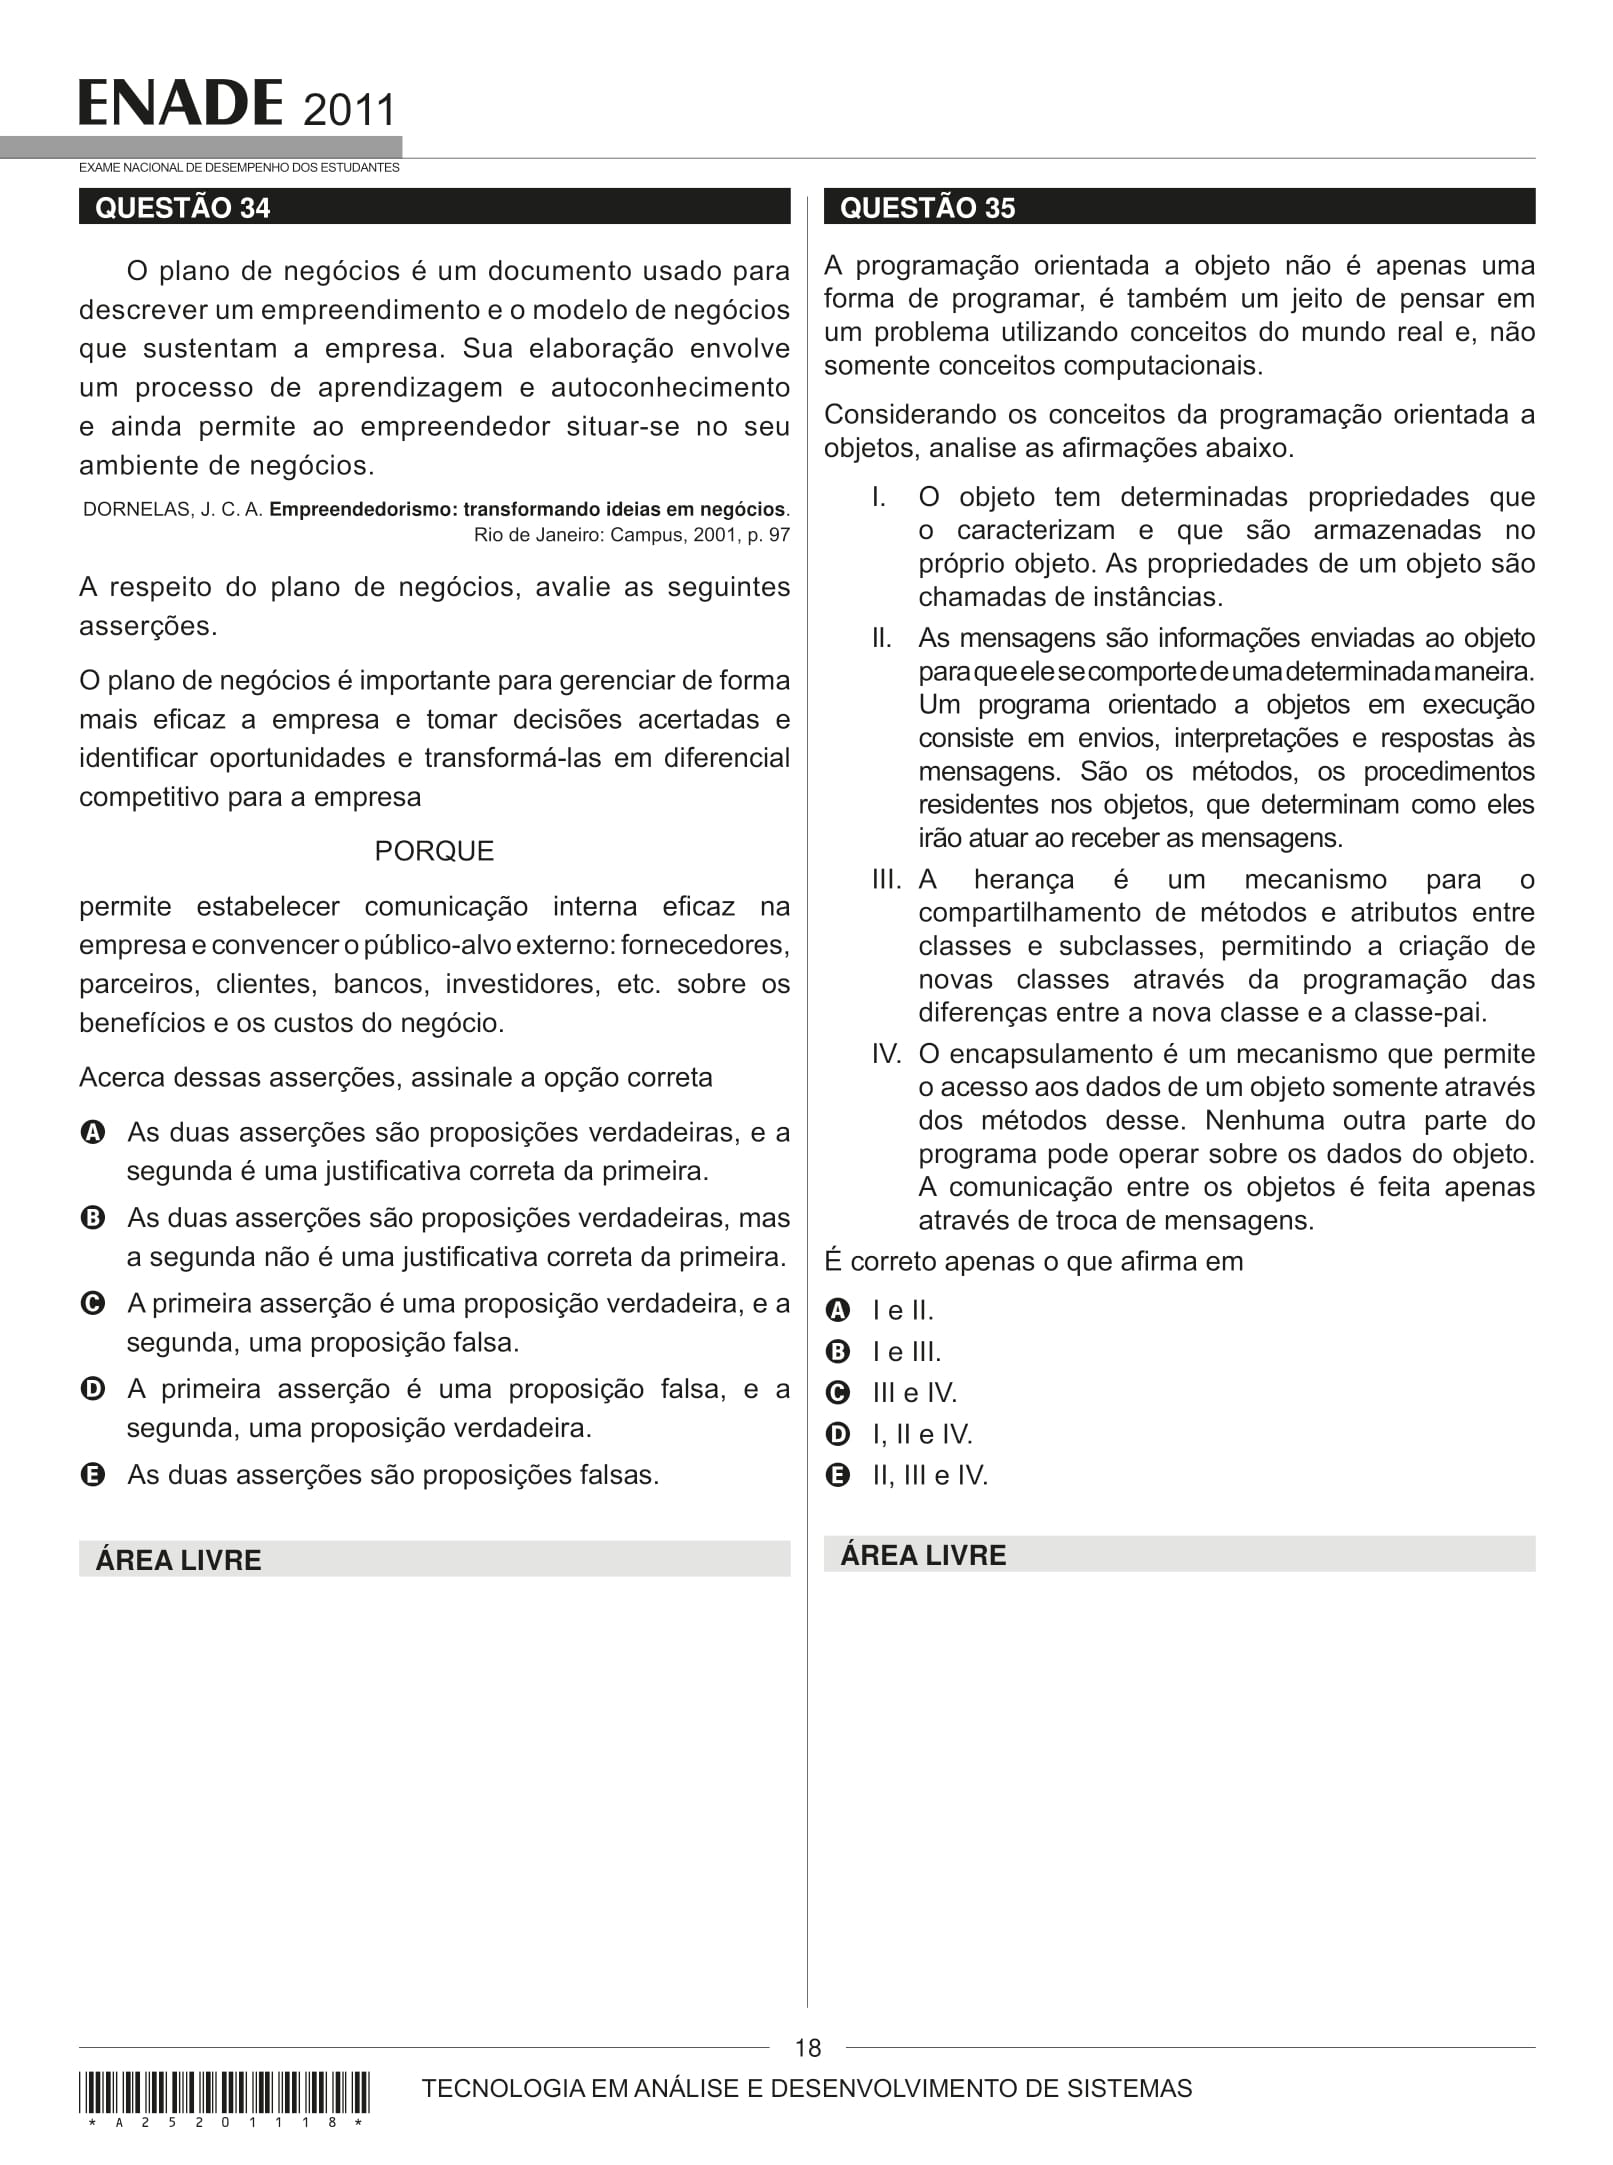 ENADE 2011
EXAME NACIONAL DE DESEMPENHO DOS ESTUDANTES
QUESTÃO 34
O plano de negócios é um documento usado para
descrever um empreendimento e o modelo de negócios
que sustentam a empresa. Sua elaboração envolve
um processo de aprendizagem e autoconhecimento
e ainda permite ao empreendedor situar-se no seu
ambiente de negócios.
DORNELAS, J. C. A. Empreendedorismo: transformando ideias em negócios.
Rio de Janeiro: Campus, 2001, p. 97
A respeito do plano de negócios, avalie as seguintes
asserções.
O plano de negócios é importante para gerenciar de forma
mais eficaz a empresa e tomar decisões acertadas e
identificar oportunidades e transformá-las em diferencial
competitivo para a empresa
PORQUE
permite estabelecer comunicação interna eficaz na
empresa e convencer o público-alvo externo: fornecedores,
parceiros, clientes, bancos, investidores, etc. sobre os
benefícios e os custos do negócio.
Acerca dessas asserções, assinale a opção correta
A As duas asserções são proposições verdadeiras, e a
segunda é uma justificativa correta da primeira.
B As duas asserções são proposições verdadeiras, mas
a segunda não é uma justificativa correta da primeira.
C A primeira asserção é uma proposição verdadeira, e a
segunda, uma proposição falsa.
D A primeira asserção é uma proposição falsa, e a
segunda, uma proposição verdadeira.
E As duas asserções são proposições falsas.
ÁREA LIVRE
QUESTÃO 35
A programação orientada a objeto não é apenas uma
forma de programar, é também um jeito de pensar em
um problema utilizando conceitos do mundo real e, não
somente conceitos computacionais.
Considerando os conceitos da programação orientada a
objetos, analise as afirmações abaixo.
I. O objeto tem determinadas propriedades que
o caracterizam e que são armazenadas no
próprio objeto. As propriedades de um objeto são
chamadas de instâncias.
II. As mensagens são informações enviadas ao objeto
para que ele se comporte de uma determinada maneira.
Um programa orientado a objetos em execução
consiste em envios, interpretações e respostas às
mensagens. São os métodos, os procedimentos
residentes nos objetos, que determinam como eles
irão atuar ao receber as mensagens.
III. A herança é um mecanismo para o
compartilhamento de métodos e atributos entre
classes e subclasses, permitindo a criação de
novas classes através da programação das
diferenças entre a nova classe e a classe-pai.
IV. O encapsulamento é um mecanismo que permite
o acesso aos dados de um objeto somente através
dos métodos desse. Nenhuma outra parte do
programa pode operar sobre os dados do objeto.
A comunicação entre os objetos é feita apenas
através de troca de mensagens.
É correto apenas o que afirma em
A I e II.
B I e III.
C III e IV.
D I, II e IV.
E II, III e IV.
ÁREA LIVRE
18
TECNOLOGIA EM ANÁLISE E DESENVOLVIMENTO DE SISTEMAS
* A 2 5 2 0 1 1 1 8 *